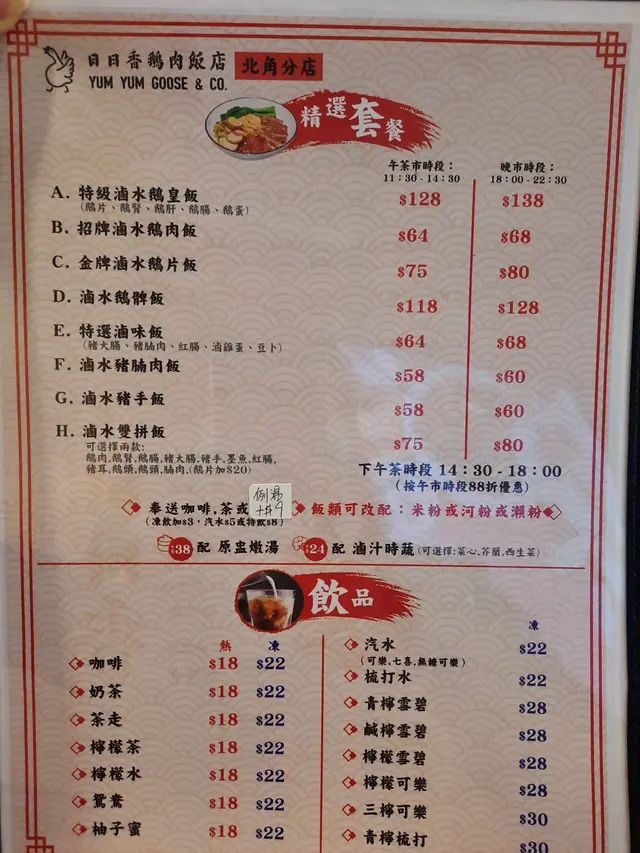 日日香鵝肉飯店 北角分店
YUM YUM GOOSE & CO.
精選套餐
午茶市時段： 晚市時段：
11：30 - 14：30 18：00 - 22：30
A. 特級滷水鵝皇飯 $128 $138
(鵝片、鵝腎、鵝肝、鵝腸、鵝蛋)
B. 招牌滷水鵝肉飯 $64 $68
C. 金牌滷水鵝片飯 $75 $80
D. 滷水鵝髀飯 $118 $128
E. 特選滷味飯 $64 $68
(豬大腸、豬腩肉、紅腸、滷雞蛋、豆卜)
F. 滷水豬腩肉飯 $58 $60
G. 滷水豬手飯 $58 $60
H. 滷水雙拼飯 $75 $80
可選擇兩款:
鵝肉,鵝腎,鵝腸,豬大腸,豬手,墨魚,紅腸,
豬耳,鵝頭,鵝頸,腩肉,(鵝片加$20)
下午茶時段 14：30 - 18：00
(按午市時段88折優惠)
奉送咖啡,茶或 例湯 飯類可改配：米粉或河粉或瀨粉
+#9
(凍飲加$3、汽水$5或特飲$8)
$38 配 原盅燉湯 $24 配 滷汁時蔬 (可選擇:菜心,芥蘭,西生菜)
飲品
熱 凍
咖啡 $18 $22
奶茶 $18 $22
茶走 $18 $22
檸檬茶 $18 $22
檸檬水 $18 $22
鴛鴦 $18 $22
柚子蜜 $18 $22
凍
汽水 $22
(可樂,七喜,無糖可樂)
梳打水 $22
青檸雪碧 $28
鹹檸雪碧 $28
檸檬雪碧 $28
檸檬可樂 $28
三檸可樂 $30
青檸梳打 $30